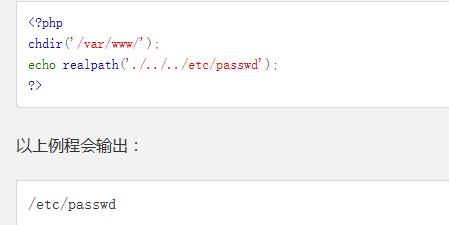 <?php
chdir('/var/www/');
echo realpath('./../../etc/passwd');
?>
以上例程会输出：
/etc/passwd